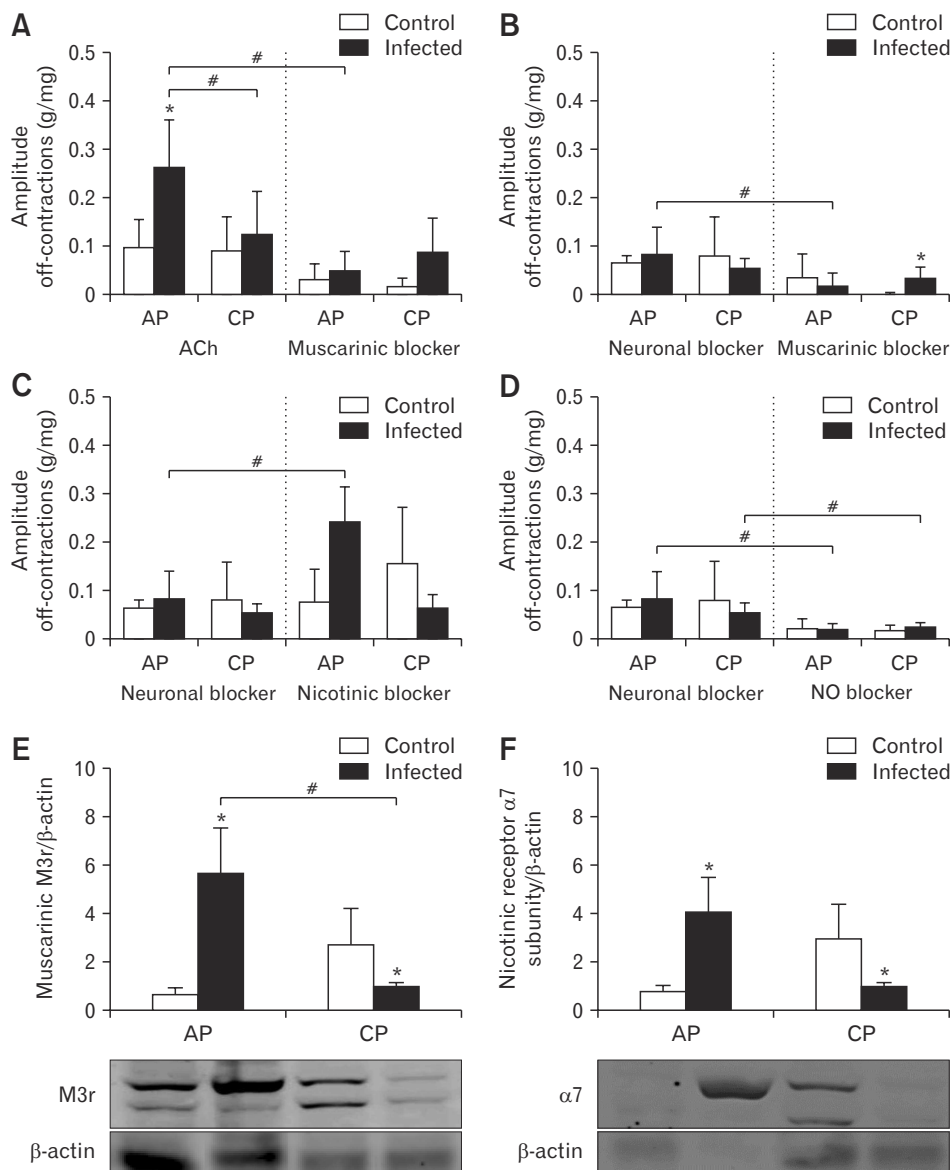 A
Control
Infected
Amplitude
off-contractions (g/mg)
0.5
0.4
0.3
0.2
0.1
0
#
#
*
AP
CP
AP
CP
ACh
Muscarinic blocker
B
Control
Infected
Amplitude
off-contractions (g/mg)
0.5
0.4
0.3
0.2
0.1
0
#
*
AP
CP
AP
CP
Neuronal blocker
Muscarinic blocker
C
Control
Infected
Amplitude
off-contractions (g/mg)
0.5
0.4
0.3
0.2
0.1
0
#
AP
CP
AP
CP
Neuronal blocker
Nicotinic blocker
D
Control
Infected
Amplitude
off-contractions (g/mg)
0.5
0.4
0.3
0.2
0.1
0
#
#
AP
CP
AP
CP
Neuronal blocker
NO blocker
E
Control
Infected
Muscarinic M3r/β-actin
10
8
6
4
2
0
#
*
*
AP
CP
M3r
β-actin
F
Control
Infected
Nicotinic receptor α7
subunity/β-actin
10
8
6
4
2
0
*
*
AP
CP
α7
β-actin